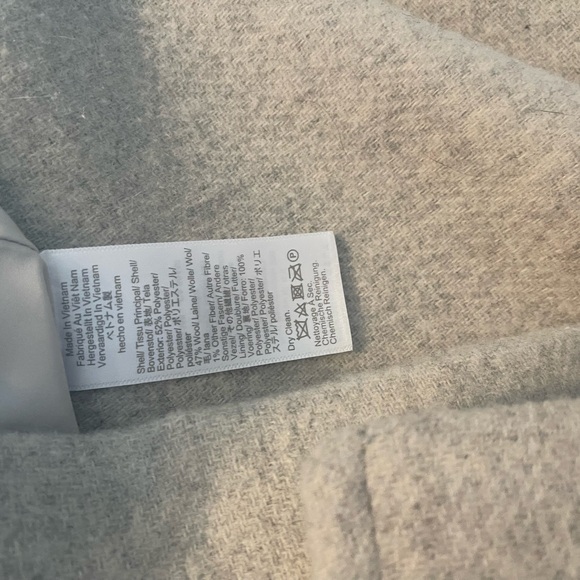 Made In Vietnam
Fabriqué Au Viêt Nam
Hergestellt In Vietnam
Vervaardigd In Vietnam
ベトナム製
hecho en vietnam
Shell/ Tissu Principal/ Shell/
Bovenstof/ 表地/ Tela
Exterior: 52% Polyester/
Polyester/ Polyester/
Polyester/ ポリエステル/
poliéster
47% Wool/ Laine/ Wolle/ Wol/
毛/ lana
1% Other Fiber/ Autre Fibre/
Sonstige Fasern/ Andere
Vezel/ その他繊維/ otras
Lining/ Doublure/ Futter/
Voering/ 裏地/ Forro: 100%
Polyester/ Polyester/
Polyester/ Polyester/ ポリエ
ステル/ poliéster
Dry Clean.
P
Nettoyage À Sec.
Chemische Reinigung.
Chemisch Reinigen.